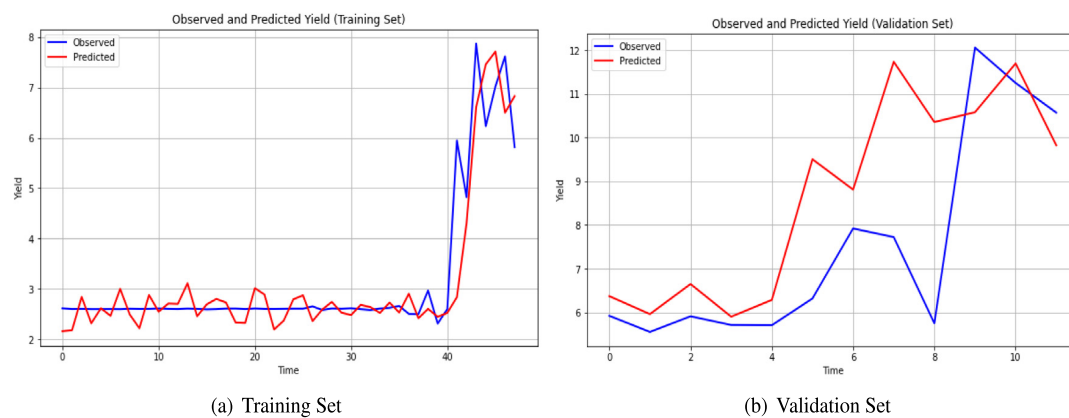 Observed and Predicted Yield (Training Set)
Observed
Predicted
8
7
6
5
4
3
2
Yield
0
10
20
30
40
Time
(a) Training Set
Observed and Predicted Yield (Validation Set)
Observed
Predicted
12
11
10
9
8
7
6
Yield
0
2
4
6
8
10
Time
(b) Validation Set